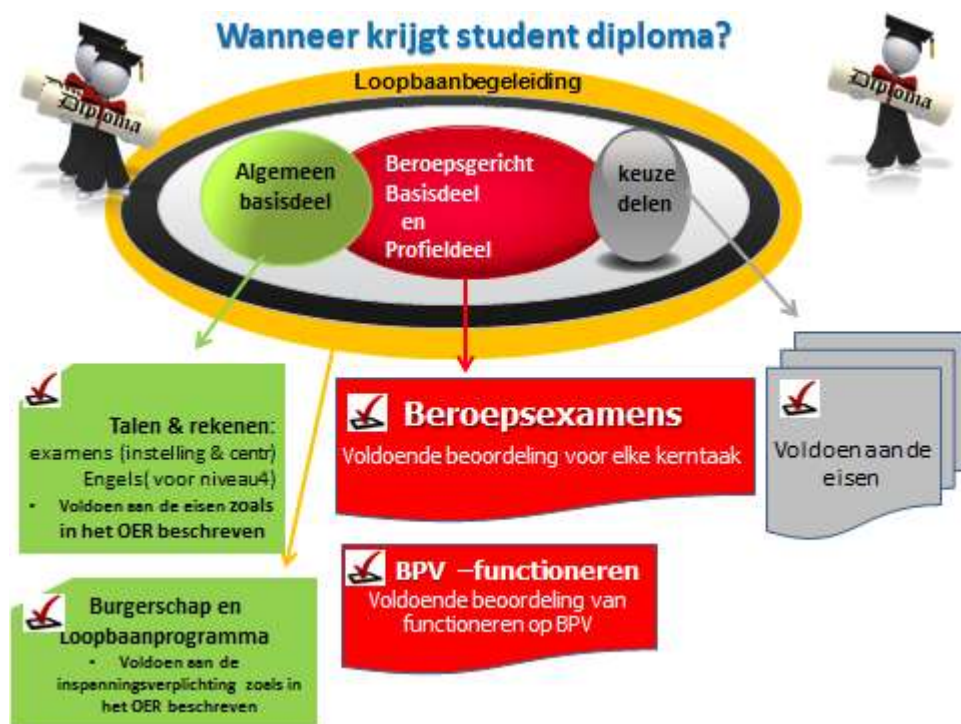 Wanneer krijgt student diploma?
Loopbaanbegeleiding
Diploma
Diploma
Algemeen
basisdeel
Beroepsgericht
Basisdeel
en
Profieldeel
keuze
delen
Talen & rekenen:
examens (instelling & centr)
Engels( voor niveau4)
• Voldoen aan de eisen zoals
in het OER beschreven
Beroepsexamens
Voldoende beoordeling voor elke kerntaak
Voldoen aan de
eisen
BPV –functioneren
Voldoende beoordeling van
functioneren op BPV
Burgerschap en
Loopbaanprogramma
• Voldoen aan de
inspanningsverplichting zoals in
het OER beschreven